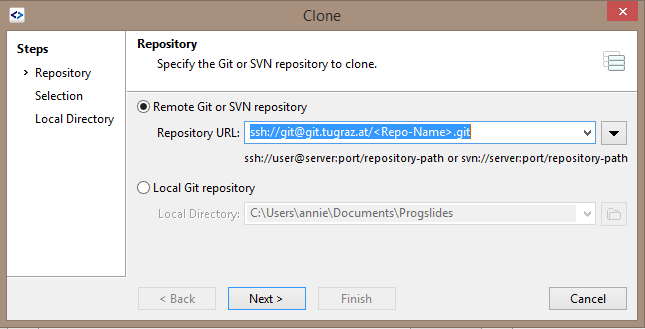 Clone
Steps
Repository
Selection
Local Directory
Repository
Specify the Git or SVN repository to clone.
Remote Git or SVN repository
Repository URL: ssh://git@git.tugraz.at/<Repo-Name>.git
ssh://user@server:port/repository-path or svn://server:port/repository-path
Local Git repository
Local Directory: C:\Users\annie\Documents\Progslides
< Back Next > Finish Cancel